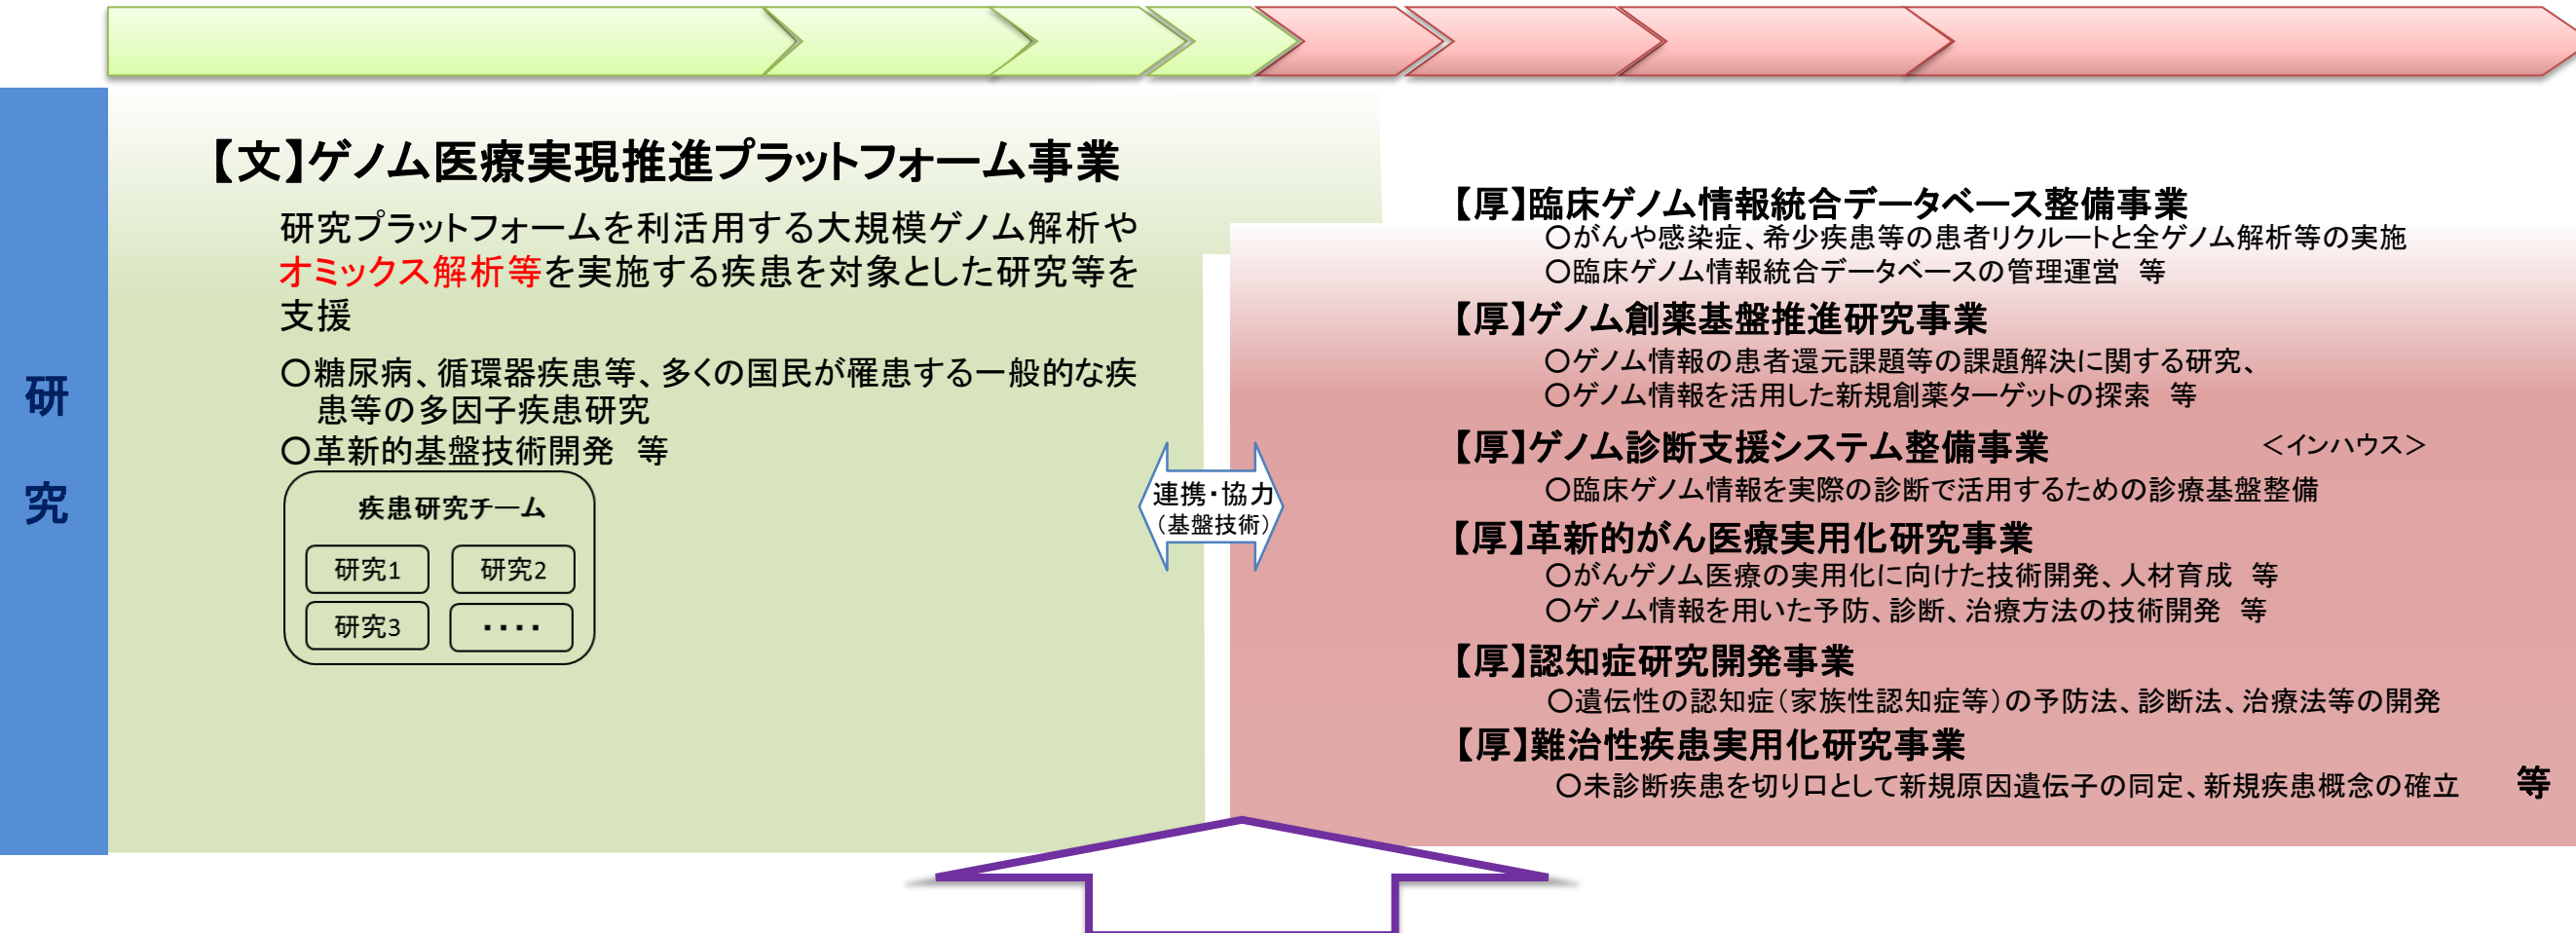 研
究
【文】ゲノム医療実現推進プラットフォーム事業
研究プラットフォームを利活用する大規模ゲノム解析や
オミックス解析等を実施する疾患を対象とした研究等を
支援
○糖尿病、循環器疾患等、多くの国民が罹患する一般的な疾
患等の多因子疾患研究
○革新的基盤技術開発　等
疾患研究チーム
研究1
研究2
研究3
・・・・
連携・協力
（基盤技術）
【厚】臨床ゲノム情報統合データベース整備事業
○がんや感染症、希少疾患等の患者リクルートと全ゲノム解析等の実施
○臨床ゲノム情報統合データベースの管理運営　等
【厚】ゲノム創薬基盤推進研究事業
○ゲノム情報の患者還元課題等の課題解決に関する研究、
○ゲノム情報を活用した新規創薬ターゲットの探索　等
【厚】ゲノム診断支援システム整備事業　＜インハウス＞
○臨床ゲノム情報を実際の診断で活用するための診療基盤整備
【厚】革新的がん医療実用化研究事業
○がんゲノム医療の実用化に向けた技術開発、人材育成　等
○ゲノム情報を用いた予防、診断、治療方法の技術開発　等
【厚】認知症研究開発事業
○遺伝性の認知症（家族性認知症等）の予防法、診断法、治療法等の開発
【厚】難治性疾患実用化研究事業
○未診断疾患を切り口として新規原因遺伝子の同定、新規疾患概念の確立　等